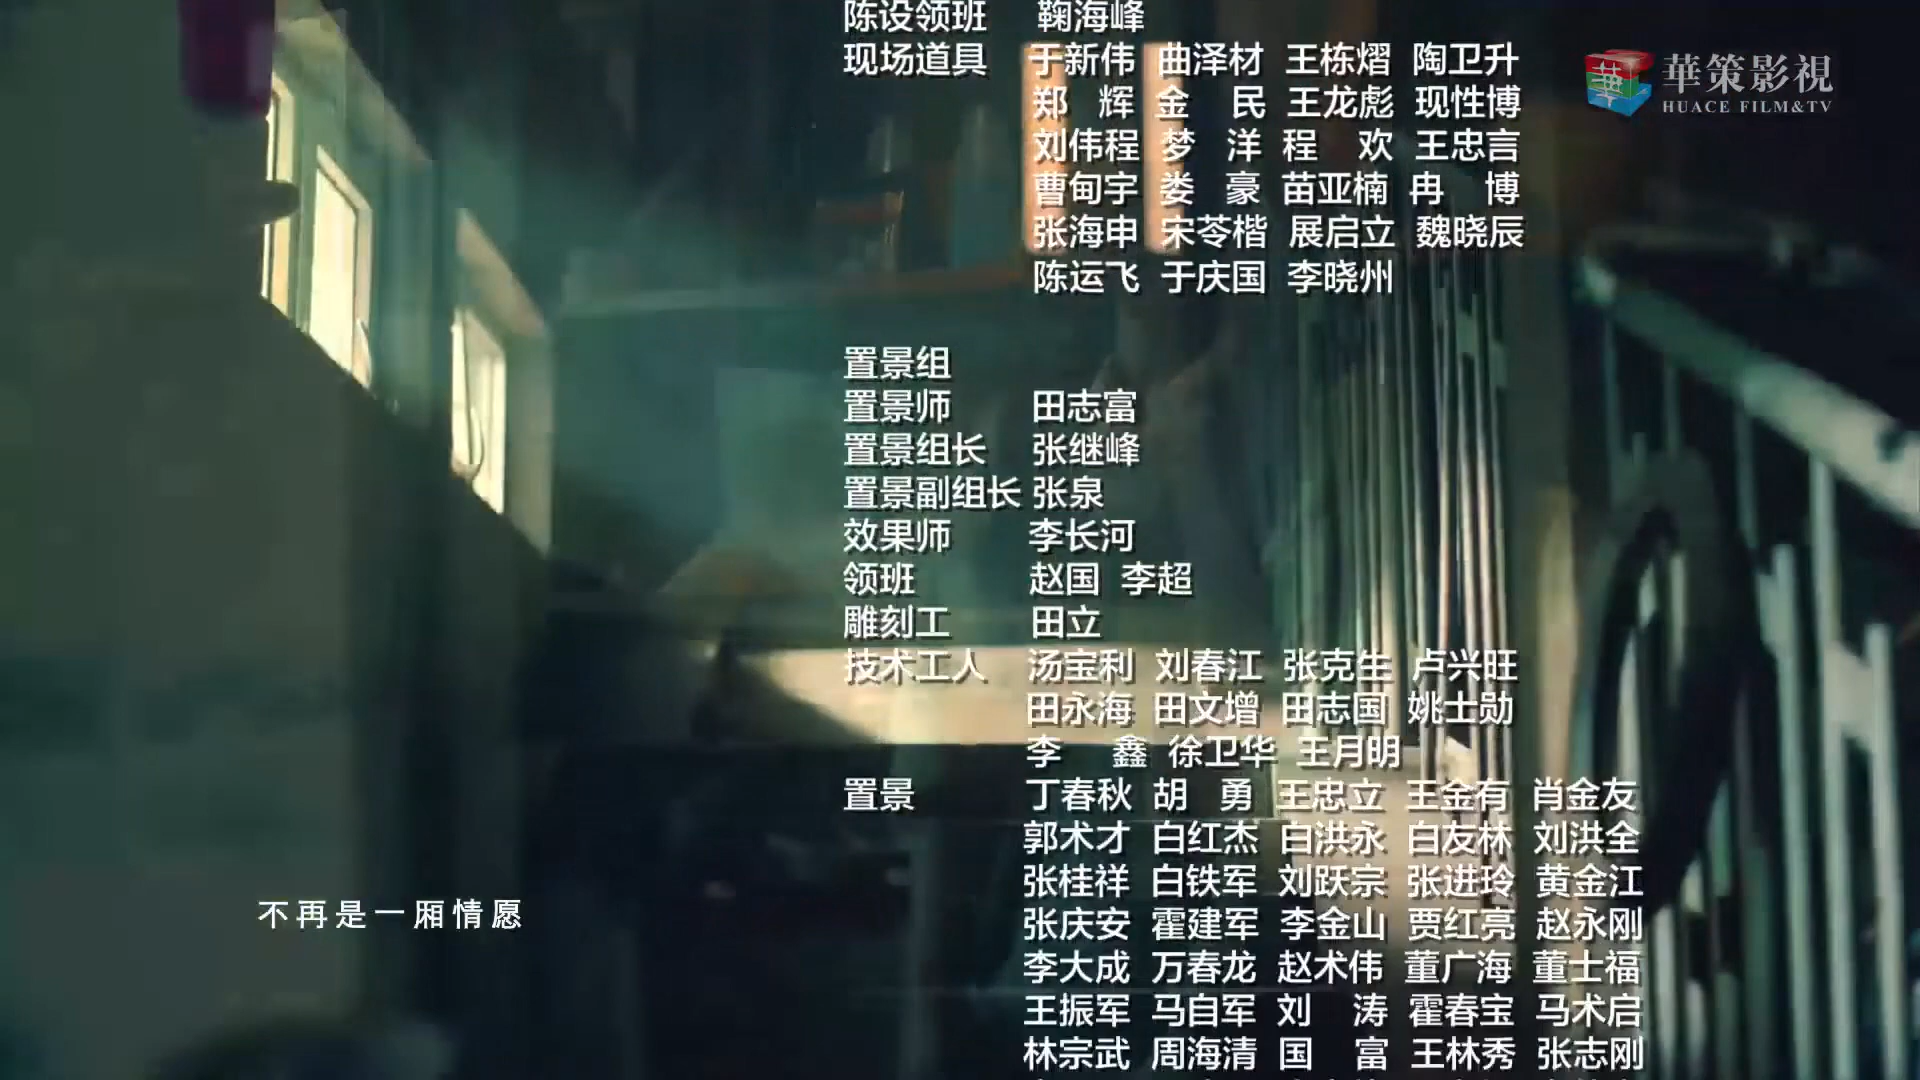 陈设领班 鞠海峰
现场道具 于新伟 曲泽材 王栋熠 陶卫升
郑 辉 金 民 王龙彪 现性博
刘伟程 梦 洋 程 欢 王忠言
曹甸宇 娄 豪 苗亚楠 冉 博
张海申 宋苓楷 展启立 魏晓辰
陈运飞 于庆国 李晓州
置景组
置景师 田志富
置景组长 张继峰
置景副组长 张泉
效果师 李长河
领班 赵国 李超
雕刻工 田立
技术工人 汤宝利 刘春江 张克生 卢兴旺
田永海 田文增 田志国 姚士勋
李 鑫 徐卫华 王月明
置景 丁春秋 胡 勇 王忠立 王金有 肖金友
郭术才 白红杰 白洪永 白友林 刘洪全
张桂祥 白铁军 刘跃宗 张进玲 黄金江
张庆安 霍建军 李金山 贾红亮 赵永刚
李大成 万春龙 赵术伟 董广海 董士福
王振军 马自军 刘 涛 霍春宝 马术启
林宗武 周海清 国 富 王林秀 张志刚
華策影視
HUACE FILM&TV
不再是一厢情愿